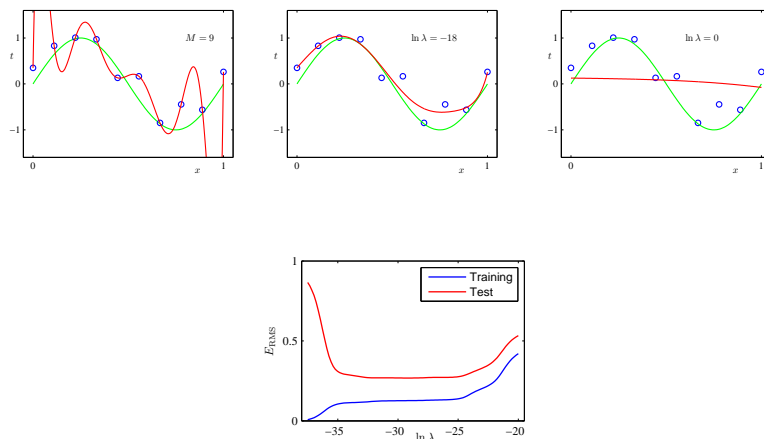 M = 9
t
1
0
−1
0
x
1
ln λ = −18
t
1
0
−1
0
x
1
ln λ = 0
t
1
0
−1
0
x
1
Training
Test
E_RMS
1
0.5
0
−35
−30
−25
−20
ln λ